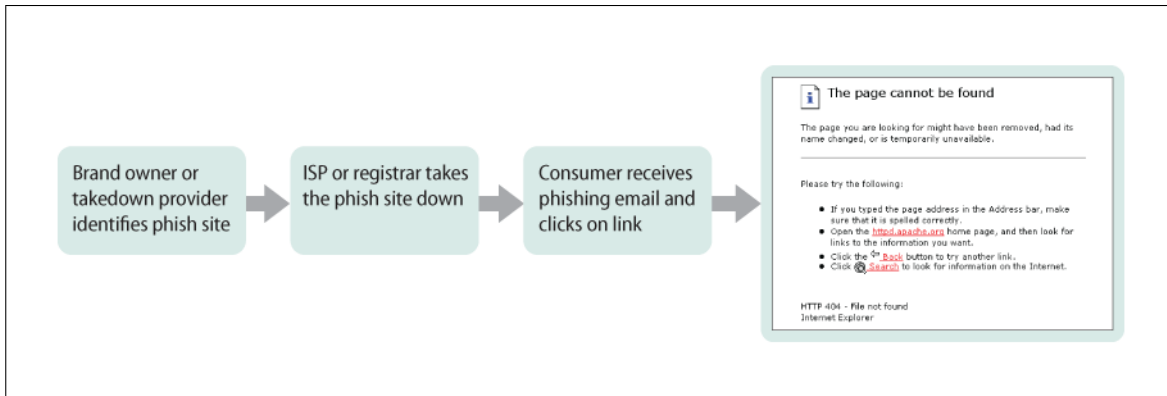 Brand owner or
takedown provider
identifies phish site
ISP or registrar takes
the phish site down
Consumer receives
phishing email and
clicks on link
The page cannot be found
The page you are looking for might have been removed, had its
name changed, or is temporarily unavailable.
Please try the following:
If you typed the page address in the Address bar, make
sure that it is spelled correctly.
Open the httpd.apache.org home page, and then look for
links to the information you want.
Click the Back button to try another link.
Click Search to look for information on the Internet.
HTTP 404 - File not found
Internet Explorer